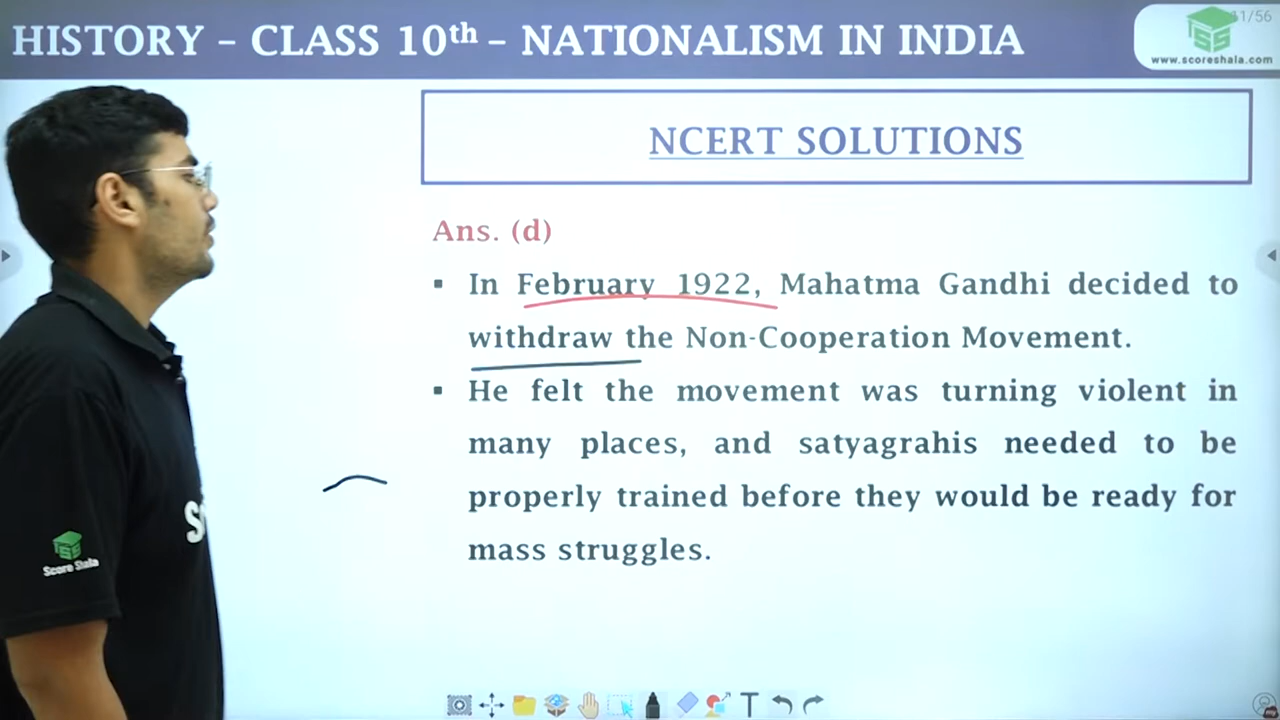 HISTORY – CLASS 10th – NATIONALISM IN INDIA
11/56
www.scoreshala.com
NCERT SOLUTIONS
Ans. (d)
▪ In February 1922, Mahatma Gandhi decided to
withdraw the Non-Cooperation Movement.
▪ He felt the movement was turning violent in
many places, and satyagrahis needed to be
properly trained before they would be ready for
mass struggles.
Score Shala